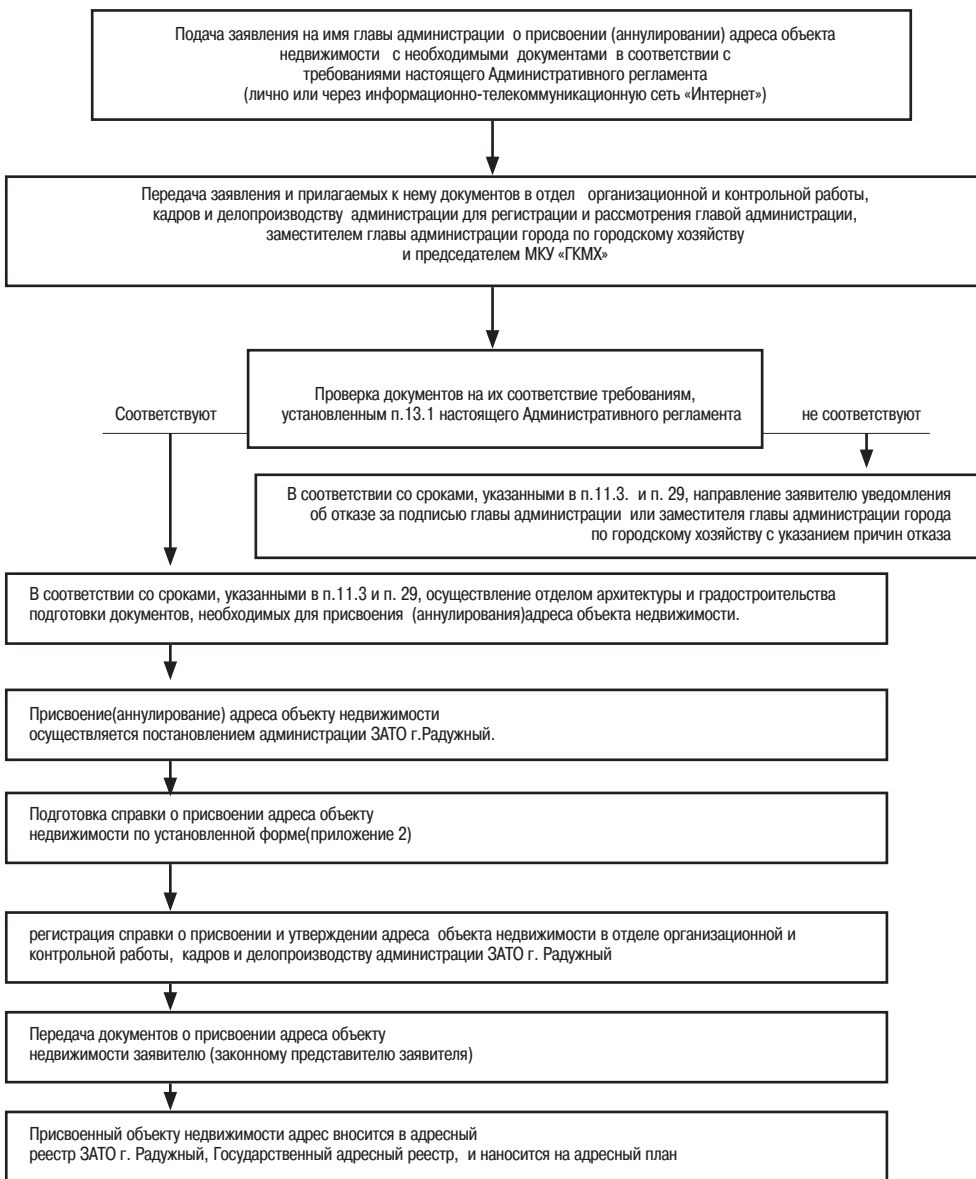 Подача заявления на имя главы администрации о присвоении (аннулировании) адреса объекта
недвижимости с необходимыми документами в соответствии с
требованиями настоящего Административного регламента
(лично или через информационно-телекоммуникационную сеть «Интернет»)
Передача заявления и прилагаемых к нему документов в отдел организационной и контрольной работы,
кадров и делопроизводству администрации для регистрации и рассмотрения главой администрации,
заместителем главы администрации города по городскому хозяйству
и председателем МКУ «ГКМХ»
Проверка документов на их соответствие требованиям,
установленным п.13.1 настоящего Административного регламента
Соответствуют
не соответствуют
В соответствии со сроками, указанными в п.11.3. и п. 29, направление заявителю уведомления
об отказе за подписью главы администрации или заместителя главы администрации города
по городскому хозяйству с указанием причин отказа
В соответствии со сроками, указанными в п.11.3 и п. 29, осуществление отделом архитектуры и градостроительства
подготовки документов, необходимых для присвоения (аннулирования)адреса объекта недвижимости.
Присвоение(аннулирование) адреса объекту недвижимости
осуществляется постановлением администрации ЗАТО г.Радужный.
Подготовка справки о присвоении адреса объекту
недвижимости по установленной форме(приложение 2)
регистрация справки о присвоении и утверждении адреса объекта недвижимости в отделе организационной и
контрольной работы, кадров и делопроизводству администрации ЗАТО г. Радужный
Передача документов о присвоении адреса объекту
недвижимости заявителю (законному представителю заявителя)
Присвоенный объекту недвижимости адрес вносится в адресный
реестр ЗАТО г. Радужный, Государственный адресный реестр, и наносится на адресный план